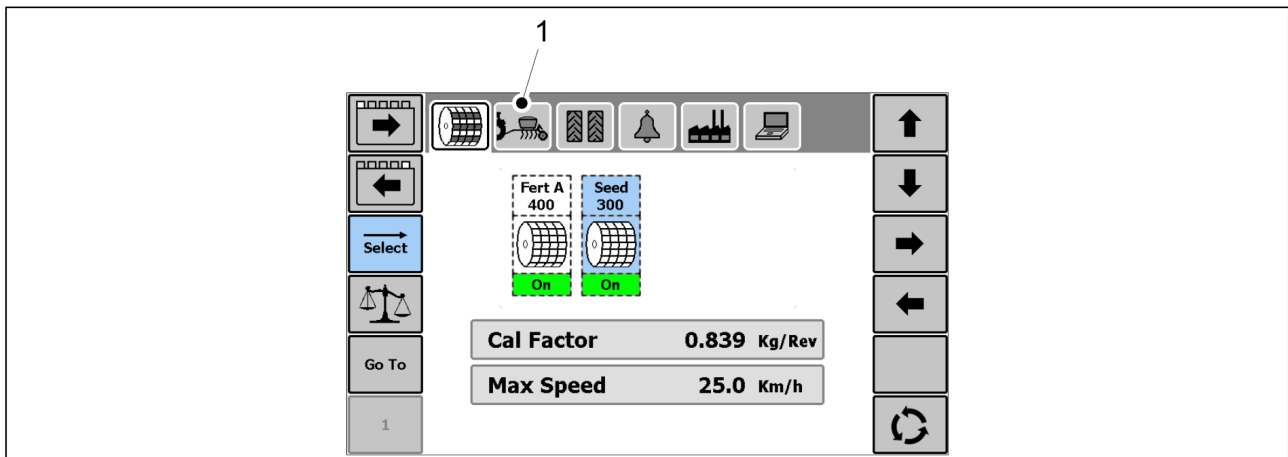 1
Fert A
400
Seed
300
Select
On
On
Cal Factor 0.839 Kg/Rev
Go To
Max Speed 25.0 Km/h
1